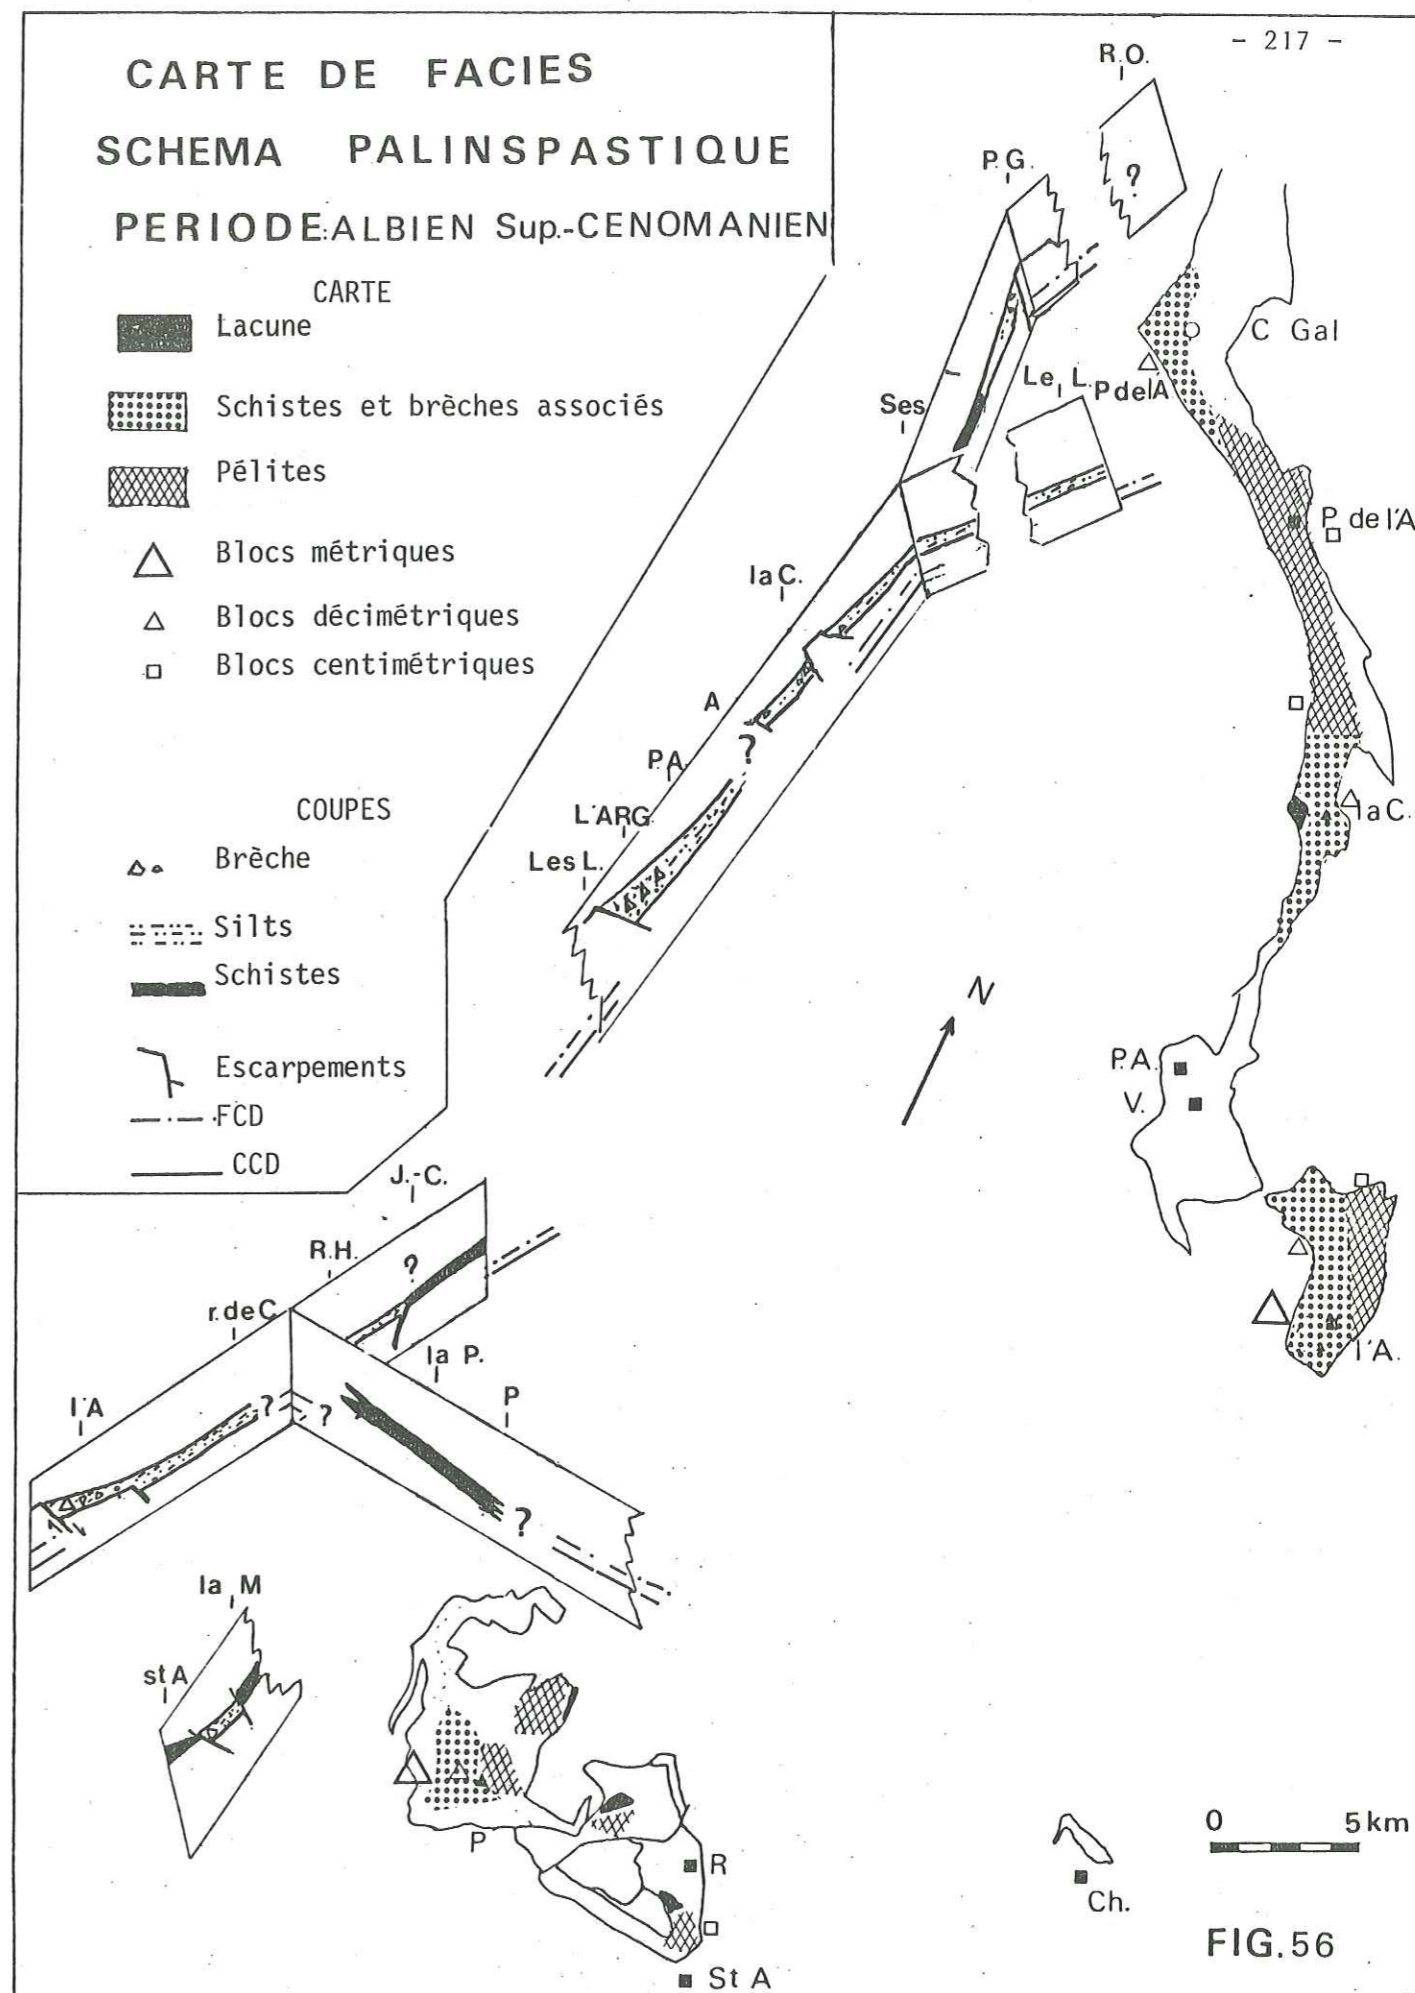 - 217 -
CARTE DE FACIES
SCHEMA PALINSPASTIQUE
PERIODE:ALBIEN Sup.-CENOMANIEN
CARTE
Lacune
Schistes et brèches associés
Pélites
Blocs métriques
Blocs décimétriques
Blocs centimétriques
COUPES
Brèche
Silts
Schistes
Escarpements
FCD
CCD
R.O.
?
P.G.
Ses
Le L.
P de l'A
C Gal
P de l'A
la C.
A
?
P.A.
L'ARG
Les L.
la C.
N
P.A.
V.
l'A.
J.-C.
R.H.
?
r. de C
la P.
P
l'A
?
?
?
la M
st A
P
R
St A
Ch.
0 5 km
FIG.56